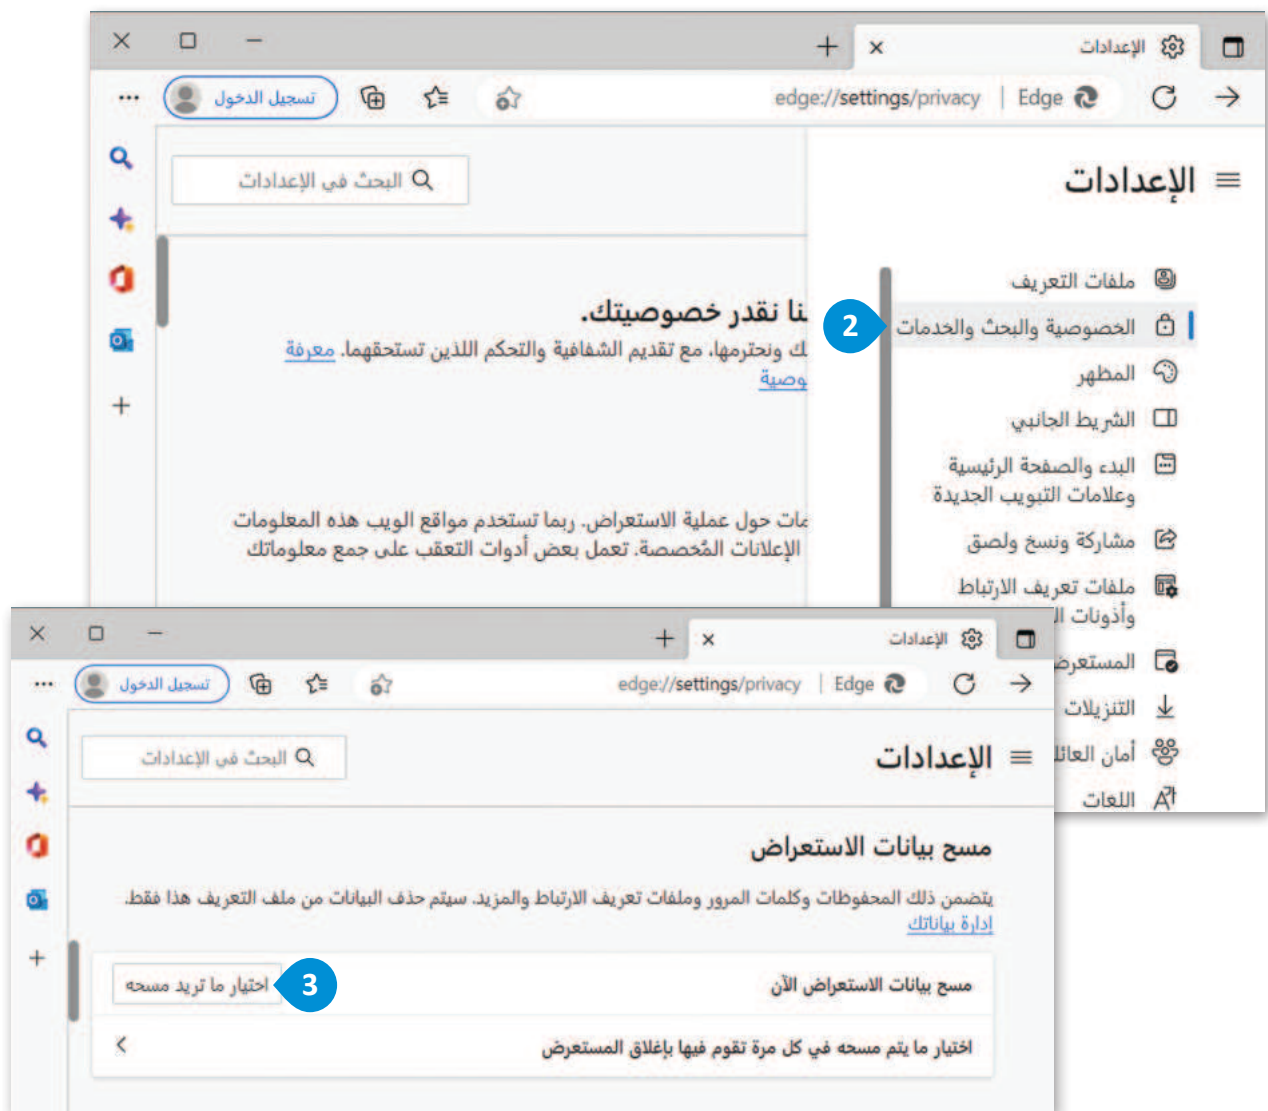 الإعدادات
edge://settings/privacy | Edge
تسجيل الدخول
الإعدادات
البحث في الإعدادات
ملفات التعريف
الخصوصية والبحث والخدمات
2
المظهر
الشريط الجانبي
البدء والصفحة الرئيسية
وعلامات التبويب الجديدة
مشاركة ونسخ ولصق
ملفات تعريف الارتباط
وأذونات
المستعرض
التنزيلات
أمان
اللغات
نقدر خصوصيتك.
ونحترمها، مع تقديم الشفافية والتحكم اللذين تستحقهما. معرفة
حول عملية الاستعراض. ربما تستخدم مواقع الويب هذه المعلومات
الإعلانات المُخصصة. تعمل بعض أدوات التعقب على جمع معلوماتك
الإعدادات
edge://settings/privacy | Edge
تسجيل الدخول
الإعدادات
البحث في الإعدادات
مسح بيانات الاستعراض
يتضمن ذلك المحفوظات وكلمات المرور وملفات تعريف الارتباط والمزيد. سيتم حذف البيانات من ملف التعريف هذا فقط.
إدارة بياناتك
مسح بيانات الاستعراض الآن
3
اختيار ما تريد مسحه
اختيار ما يتم مسحه في كل مرة تقوم فيها بإغلاق المستعرض